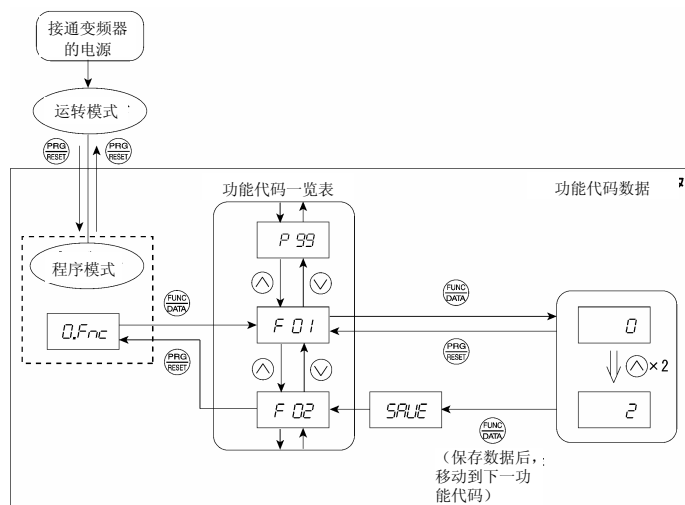 接通变频器
的电源
运转模式
PRG
RESET
PRG
RESET
功能代码一览表
功能代码数据
P 99
程序模式
FUNC
DATA
FUNC
DATA
0.Fnc
F 01
0
PRG
RESET
PRG
RESET
×2
F 02
SAVE
2
FUNC
DATA
（保存数据后，
移动到下一功
能代码）